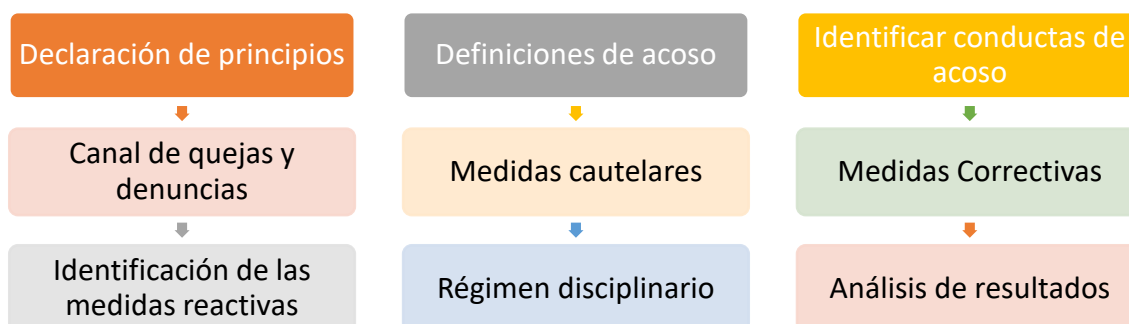 Declaración de principios
Canal de quejas y
denuncias
Identificación de las
medidas reactivas
Definiciones de acoso
Medidas cautelares
Régimen disciplinario
Identificar conductas de
acoso
Medidas Correctivas
Análisis de resultados